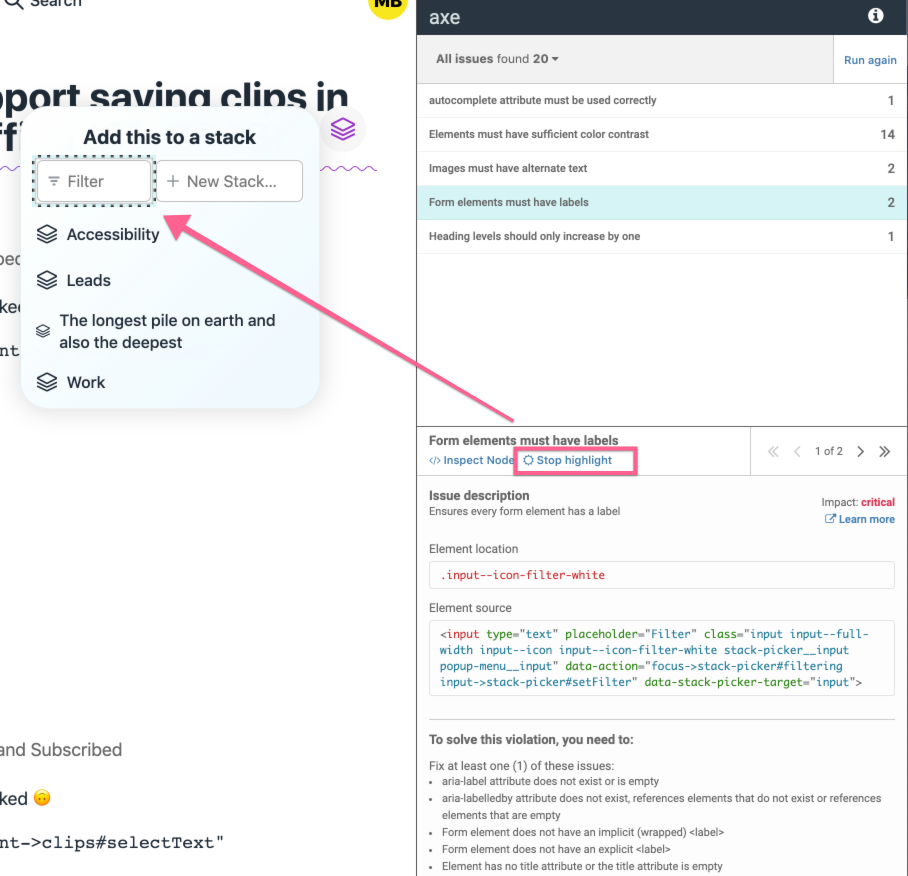 Search
MB
pport saving clips in
Add this to a stack
Filter
+ New Stack...
Accessibility
Leads
The longest pile on earth and
also the deepest
Work
and Subscribed
ked 🙃
nt->clips#selectText"
axe
All issues found 20
Run again
autocomplete attribute must be used correctly 1
Elements must have sufficient color contrast 14
Images must have alternate text 2
Form elements must have labels 2
Heading levels should only increase by one 1
Form elements must have labels
</> Inspect Node Stop highlight
1 of 2
Issue description
Ensures every form element has a label
Impact: critical
Learn more
Element location
.input--icon-filter-white
Element source
<input type="text" placeholder="Filter" class="input input--full-
width input--icon input--icon-filter-white stack-picker__input
popup-menu__input" data-action="focus->stack-picker#filtering
input->stack-picker#setFilter" data-stack-picker-target="input">
To solve this violation, you need to:
Fix at least one (1) of these issues:
• aria-label attribute does not exist or is empty
• aria-labelledby attribute does not exist, references elements that do not exist or references
elements that are empty
• Form element does not have an implicit (wrapped) <label>
• Form element does not have an explicit <label>
• Element has no title attribute or the title attribute is empty